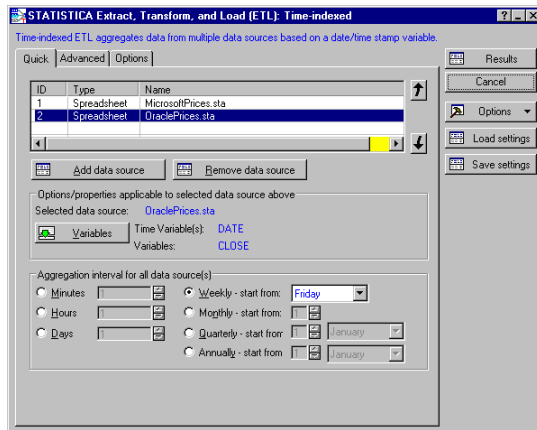 STATISTICA Extract, Transform, and Load (ETL): Time-indexed
Time-indexed ETL aggregates data from multiple data sources based on a date/time stamp variable.
Quick Advanced Options
Results
Cancel
Options
Load settings
Save settings
ID Type Name
1 Spreadsheet MicrosoftPrices.sta
2 Spreadsheet OraclePrices.sta
Add data source Remove data source
Options/properties applicable to selected data source above
Selected data source: OraclePrices.sta
Variables Time Variable(s): DATE
Variables: CLOSE
Aggregation interval for all data source(s)
Minutes 1 Weekly - start from: Friday
Hours 1 Monthly - start from: 1
Days 1 Quarterly - start from 1 January
Annually - start from 1 January